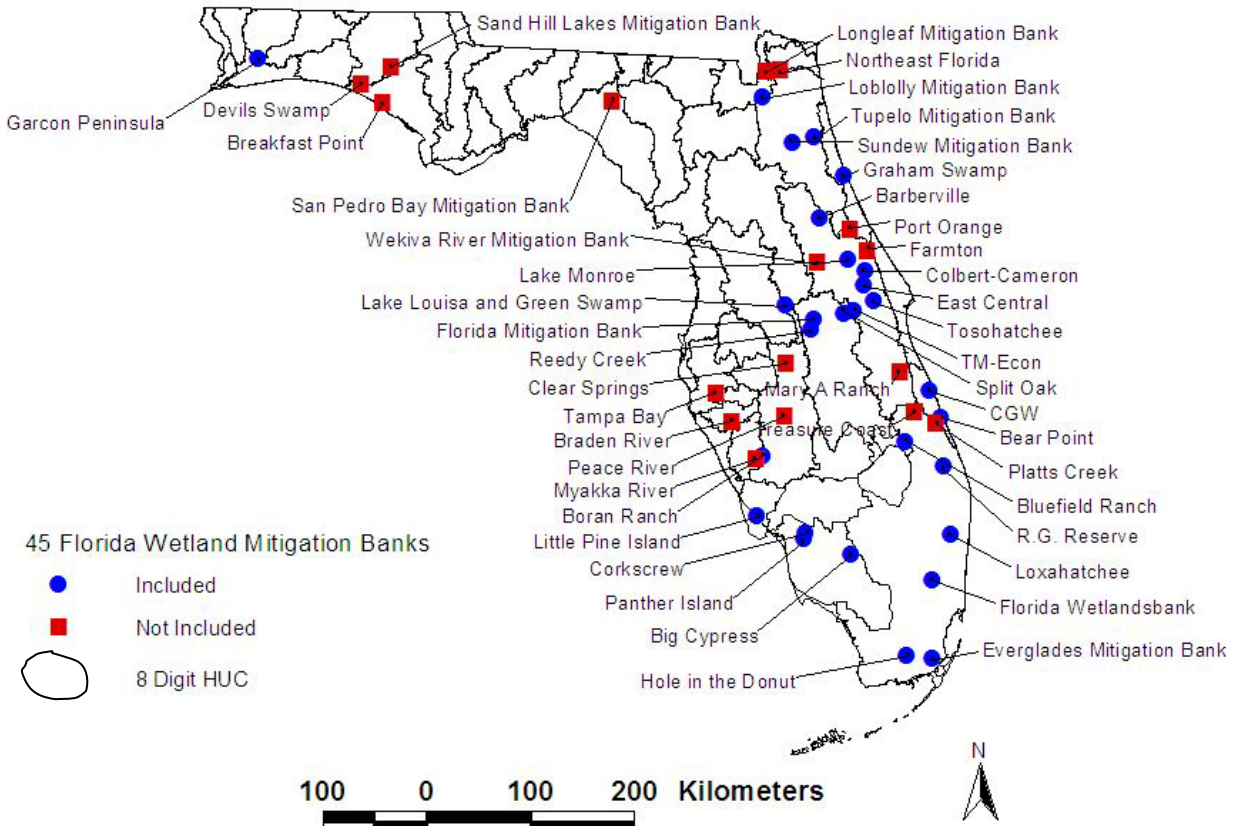 Sand Hill Lakes Mitigation Bank
Longleaf Mitigation Bank
Northeast Florida
Loblolly Mitigation Bank
Devils Swamp
Garcon Peninsula
Breakfast Point
Tupelo Mitigation Bank
Sundew Mitigation Bank
Graham Swamp
Barberville
San Pedro Bay Mitigation Bank
Port Orange
Wekiva River Mitigation Bank
Farmton
Lake Monroe
Colbert-Cameron
Lake Louisa and Green Swamp
East Central
Florida Mitigation Bank
Tosohatchee
Reedy Creek
TM-Econ
Clear Springs
Mary A Ranch
Split Oak
Tampa Bay
CGW
Braden River
Treasure Coast
Bear Point
Peace River
Platts Creek
Myakka River
Bluefield Ranch
Boran Ranch
R.G. Reserve
Little Pine Island
Loxahatchee
Corkscrew
Panther Island
Florida Wetlandsbank
Big Cypress
Everglades Mitigation Bank
Hole in the Donut
45 Florida Wetland Mitigation Banks
Included
Not Included
8 Digit HUC
N
100 0 100 200 Kilometers